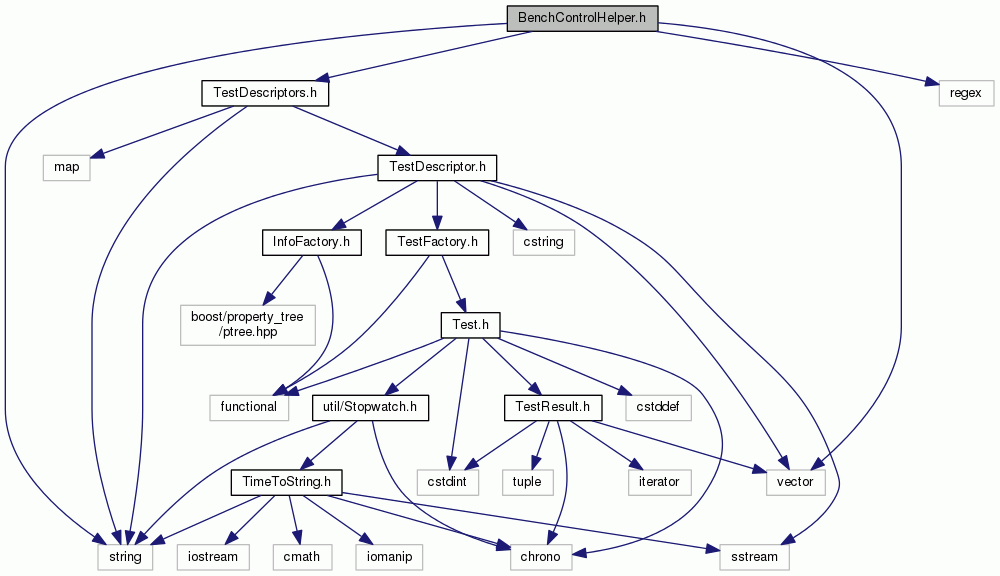 BenchControlHelper.h
TestDescriptors.h
regex
map
TestDescriptor.h
InfoFactory.h
TestFactory.h
cstring
boost/property_tree
/ptree.hpp
Test.h
functional
util/Stopwatch.h
TestResult.h
cstddef
cstdint
tuple
iterator
vector
TimeToString.h
string
iostream
cmath
iomanip
chrono
sstream